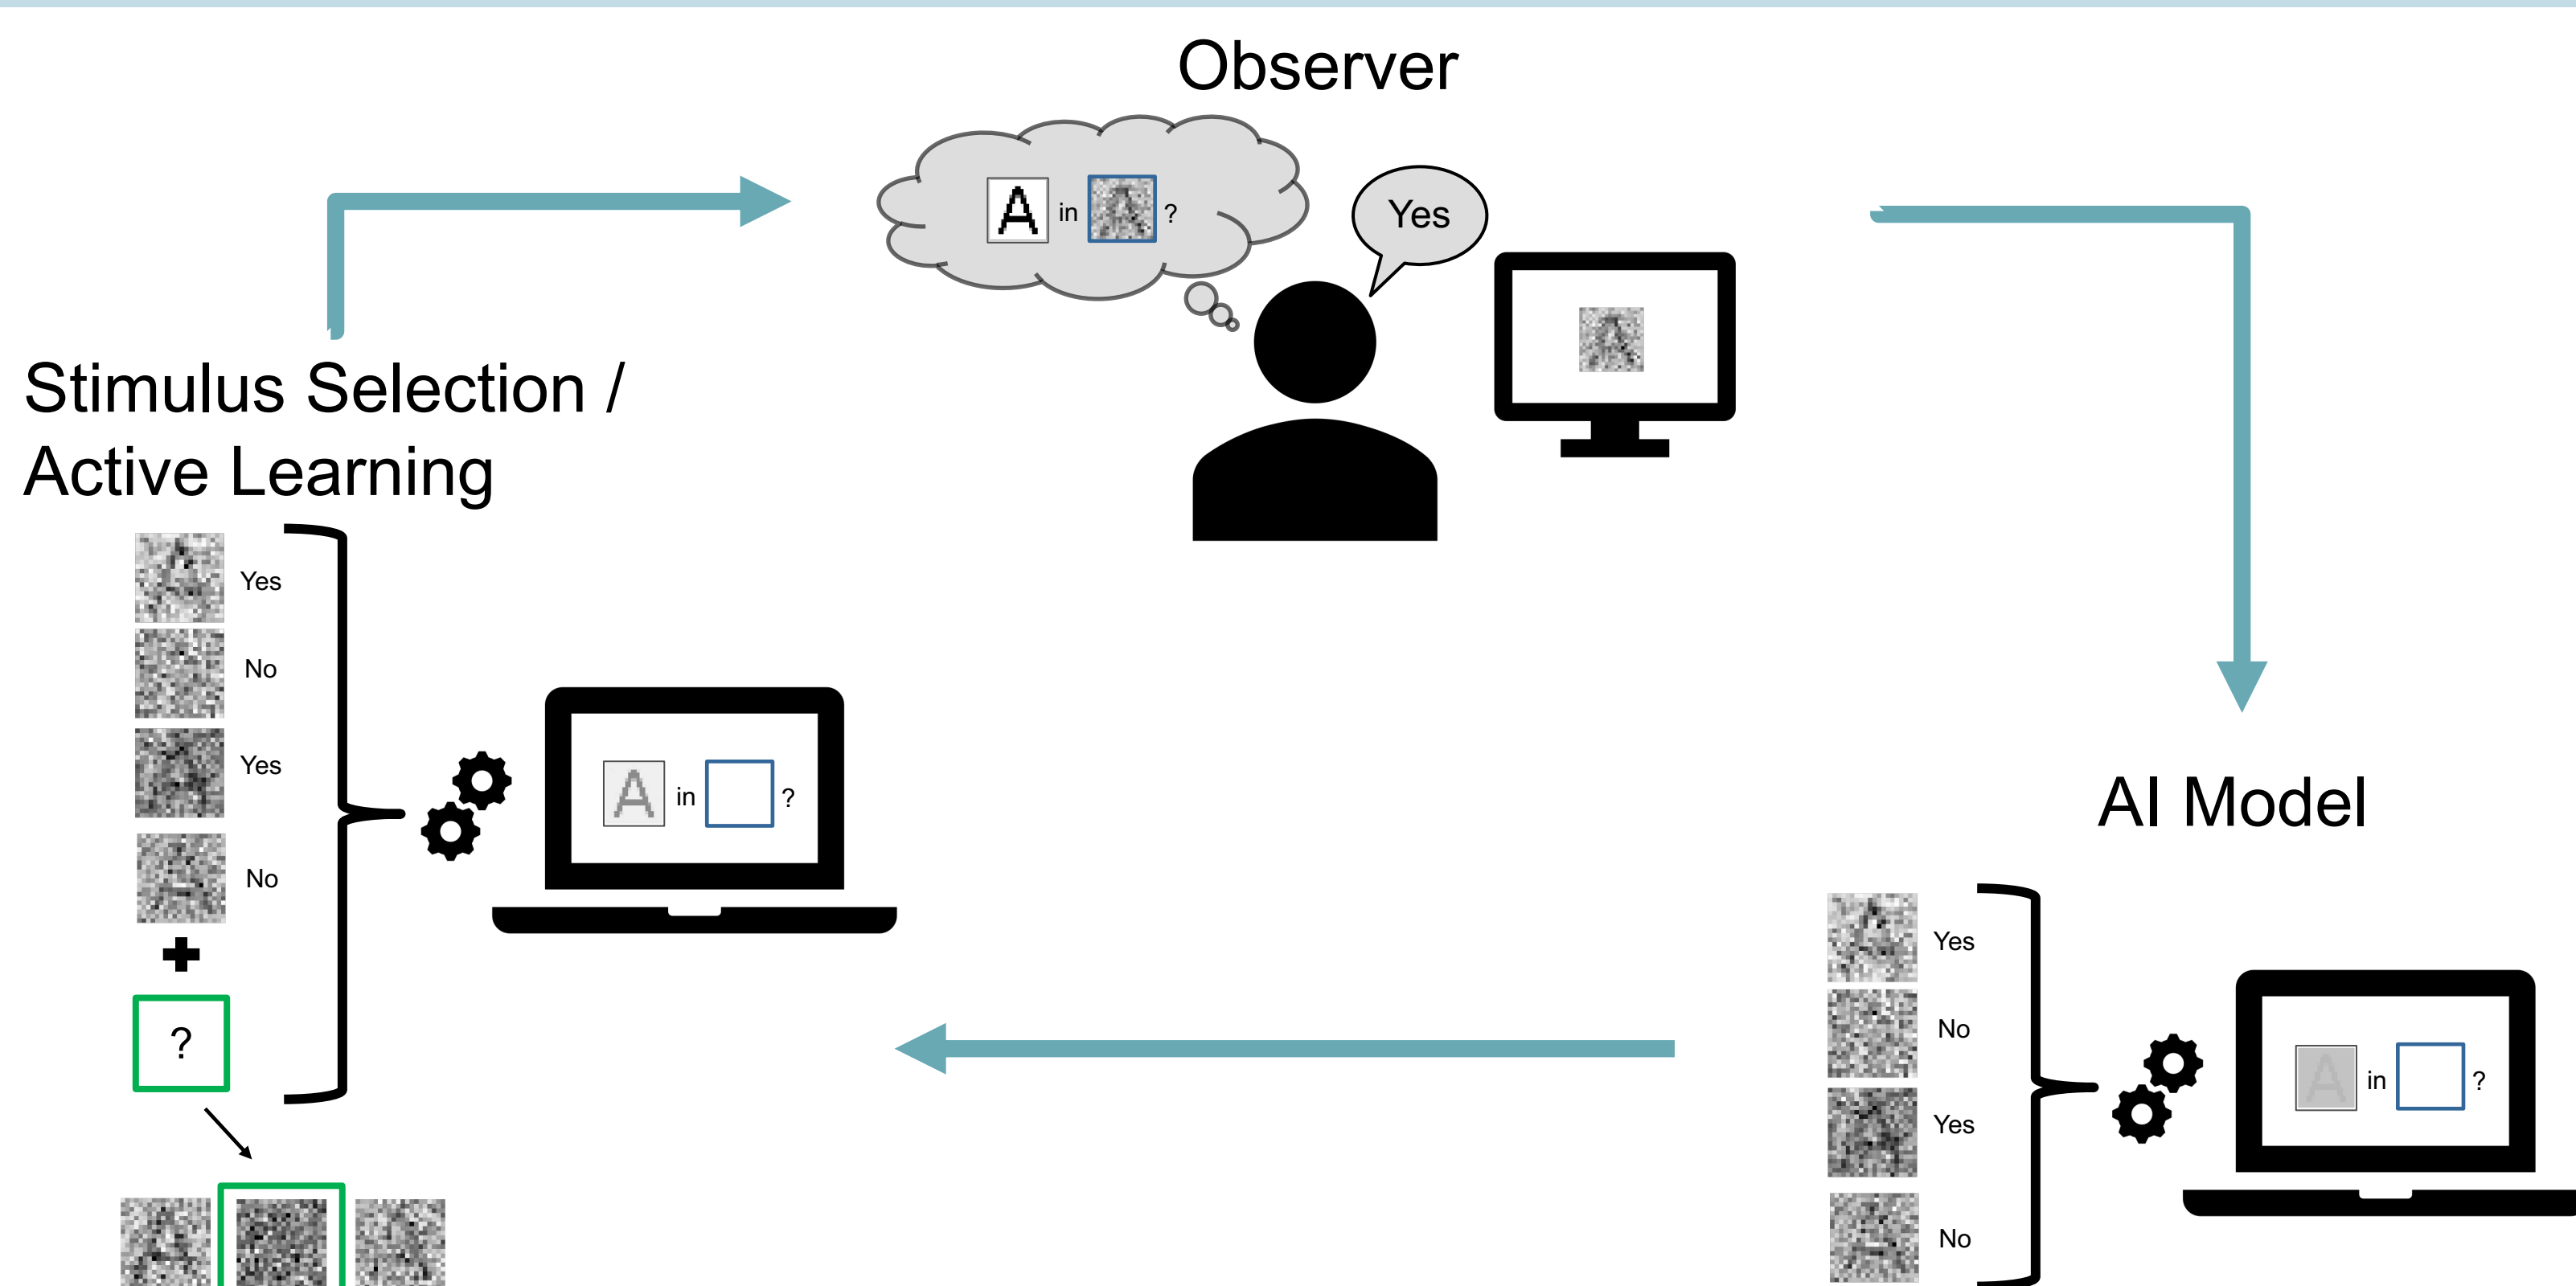 Observer
A in A ?
Yes
Stimulus Selection /
Active Learning
Yes
No
Yes
No
?
A in ?
AI Model
Yes
No
Yes
No
A in ?